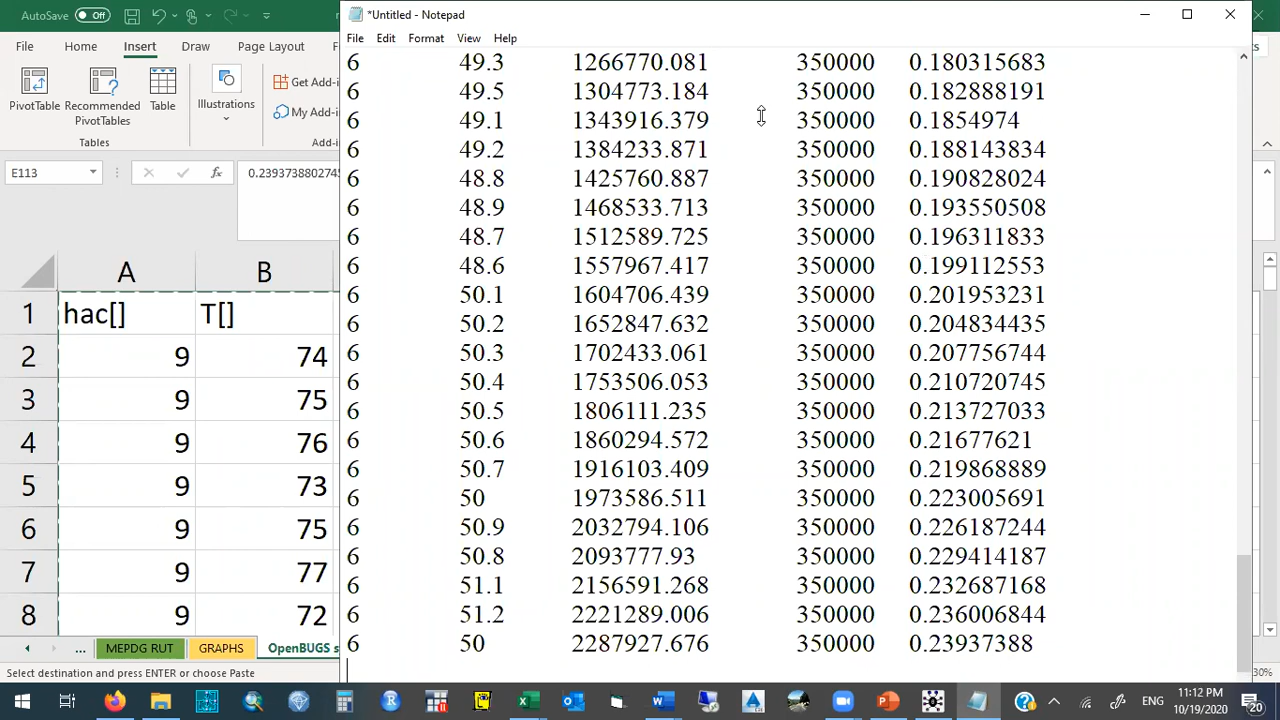 AutoSave Off
*Untitled - Notepad
File Home Insert Draw Page Layout
File Edit Format View Help
PivotTable Recommended PivotTables Table Illustrations Get Add-i
My Add-in
Tables Add-i
E113 fx 0.2393738802745
A B
1 hac[] T[]
2 9 74
3 9 75
4 9 76
5 9 73
6 9 75
7 9 77
8 9 72
6 49.3 1266770.081 350000 0.180315683
6 49.5 1304773.184 350000 0.182888191
6 49.1 1343916.379 350000 0.1854974
6 49.2 1384233.871 350000 0.188143834
6 48.8 1425760.887 350000 0.190828024
6 48.9 1468533.713 350000 0.193550508
6 48.7 1512589.725 350000 0.196311833
6 48.6 1557967.417 350000 0.199112553
6 50.1 1604706.439 350000 0.201953231
6 50.2 1652847.632 350000 0.204834435
6 50.3 1702433.061 350000 0.207756744
6 50.4 1753506.053 350000 0.210720745
6 50.5 1806111.235 350000 0.213727033
6 50.6 1860294.572 350000 0.21677621
6 50.7 1916103.409 350000 0.219868889
6 50 1973586.511 350000 0.223005691
6 50.9 2032794.106 350000 0.226187244
6 50.8 2093777.93 350000 0.229414187
6 51.1 2156591.268 350000 0.232687168
6 51.2 2221289.006 350000 0.236006844
6 50 2287927.676 350000 0.23937388
... MEPDG RUT GRAPHS OpenBUGS s
Select destination and press ENTER or choose Paste
30%
ENG 11:12 PM
10/19/2020 20